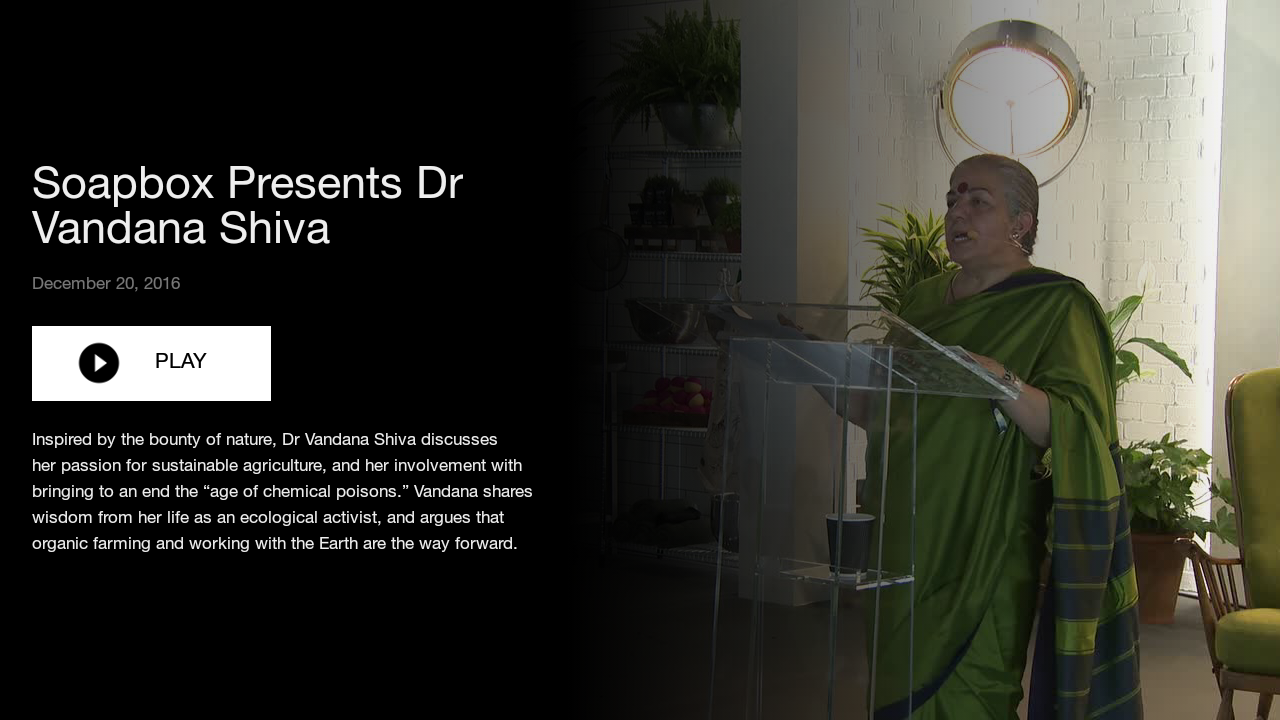 Soapbox Presents Dr
Vandana Shiva
December 20, 2016
PLAY
Inspired by the bounty of nature, Dr Vandana Shiva discusses
her passion for sustainable agriculture, and her involvement with
bringing to an end the “age of chemical poisons.” Vandana shares
wisdom from her life as an ecological activist, and argues that
organic farming and working with the Earth are the way forward.